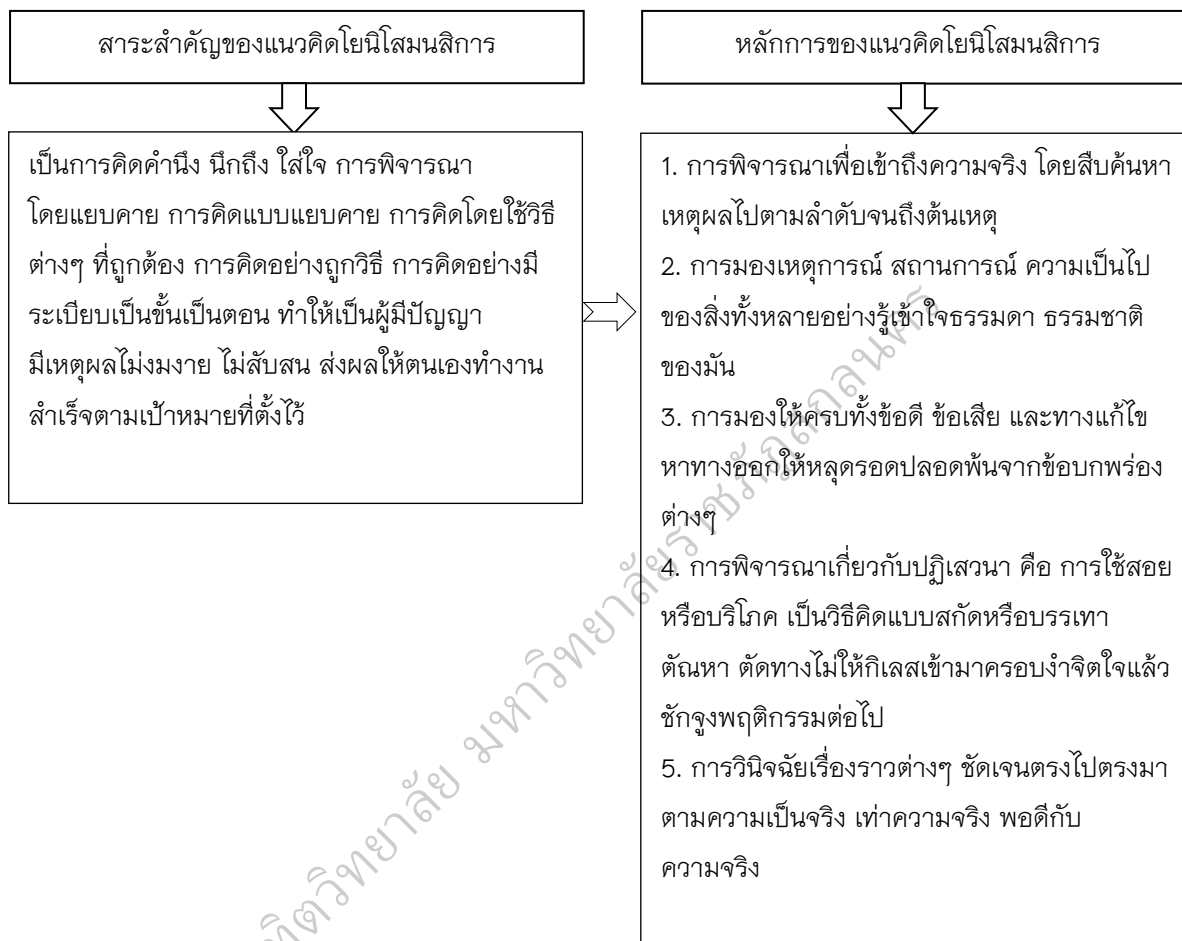 สาระสำคัญของแนวคิดโยนิโสมนสิการ
เป็นการคิดคำนึง นึกถึง ใส่ใจ การพิจารณา
โดยแยบคาย การคิดแบบแยบคาย การคิดโดยใช้วิธี
ต่างๆ ที่ถูกต้อง การคิดอย่างถูกวิธี การคิดอย่างมี
ระเบียบเป็นขั้นเป็นตอน ทำให้เป็นผู้มีปัญญา
มีเหตุผลไม่งมงาย ไม่สับสน ส่งผลให้ตนเองทำงาน
สำเร็จตามเป้าหมายที่ตั้งไว้
หลักการของแนวคิดโยนิโสมนสิการ
1. การพิจารณาเพื่อเข้าถึงความจริง โดยสืบค้นหา
เหตุผลไปตามลำดับจนถึงต้นเหตุ
2. การมองเหตุการณ์ สถานการณ์ ความเป็นไป
ของสิ่งทั้งหลายอย่างรู้เข้าใจธรรมดา ธรรมชาติ
ของมัน
3. การมองให้ครบทั้งข้อดี ข้อเสีย และทางแก้ไข
หาทางออกให้หลุดรอดปลอดพ้นจากข้อบกพร่อง
ต่างๆ
4. การพิจารณาเกี่ยวกับปฏิเสวนา คือ การใช้สอย
หรือบริโภค เป็นวิธีคิดแบบสกัดหรือบรรเทา
ตัณหา ตัดทางไม่ให้กิเลสเข้ามาครอบงำจิตใจแล้ว
ชักจูงพฤติกรรมต่อไป
5. การวินิจฉัยเรื่องราวต่างๆ ชัดเจนตรงไปตรงมา
ตามความเป็นจริง เท่าความจริง พอดีกับ
ความจริง
ฑิตวิทยาลัย มหาวิทยาลัยราชภัฏสกลนคร